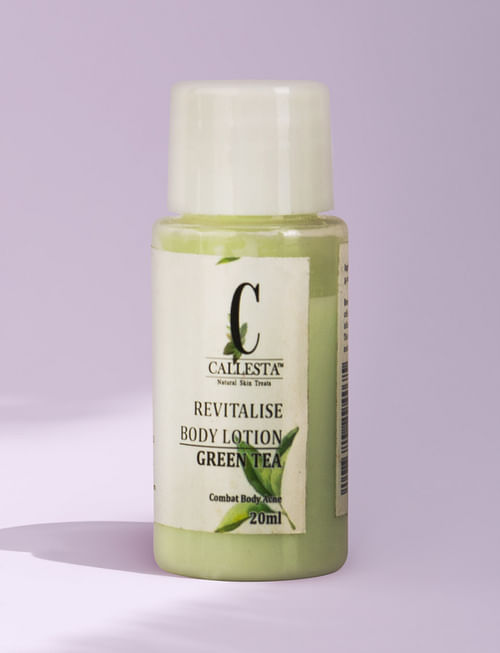 C
CALLESTA™
Natural Skin Treats
REVITALISE
BODY LOTION
GREEN TEA
Combat Body Acne
20ml